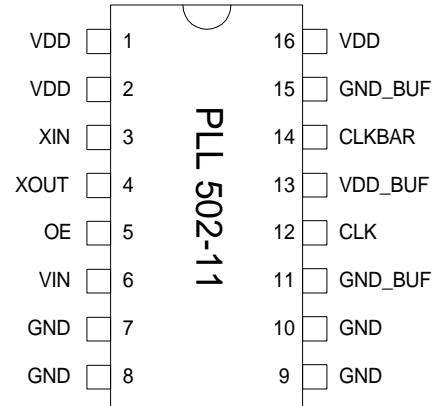 VDD 1 16 VDD
VDD 2 15 GND_BUF
XIN 3 14 CLKBAR
XOUT 4 13 VDD_BUF
OE 5 12 CLK
VIN 6 11 GND_BUF
GND 7 10 GND
GND 8 9 GND
PLL 502-11